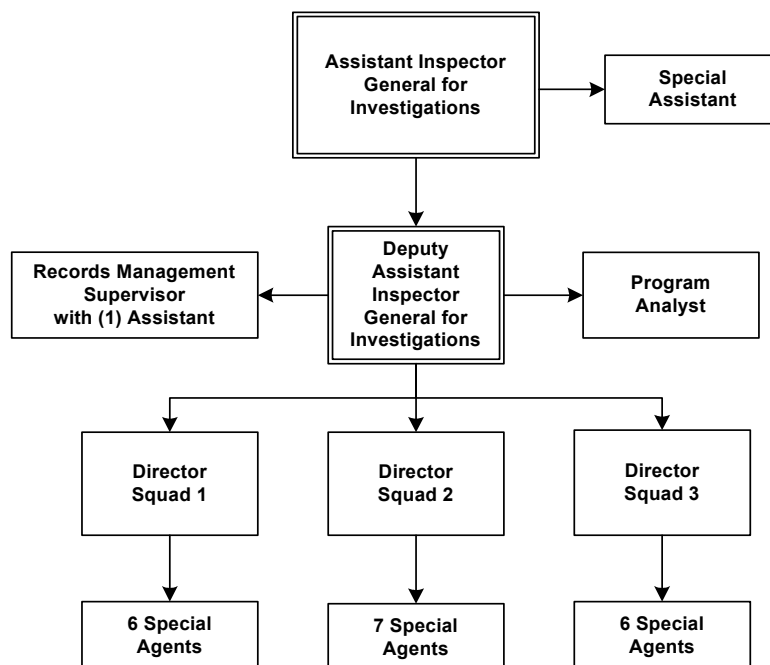 Assistant Inspector
General for
Investigations
Special
Assistant
Records Management
Supervisor
with (1) Assistant
Deputy
Assistant
Inspector
General for
Investigations
Program
Analyst
Director
Squad 1
Director
Squad 2
Director
Squad 3
6 Special
Agents
7 Special
Agents
6 Special
Agents